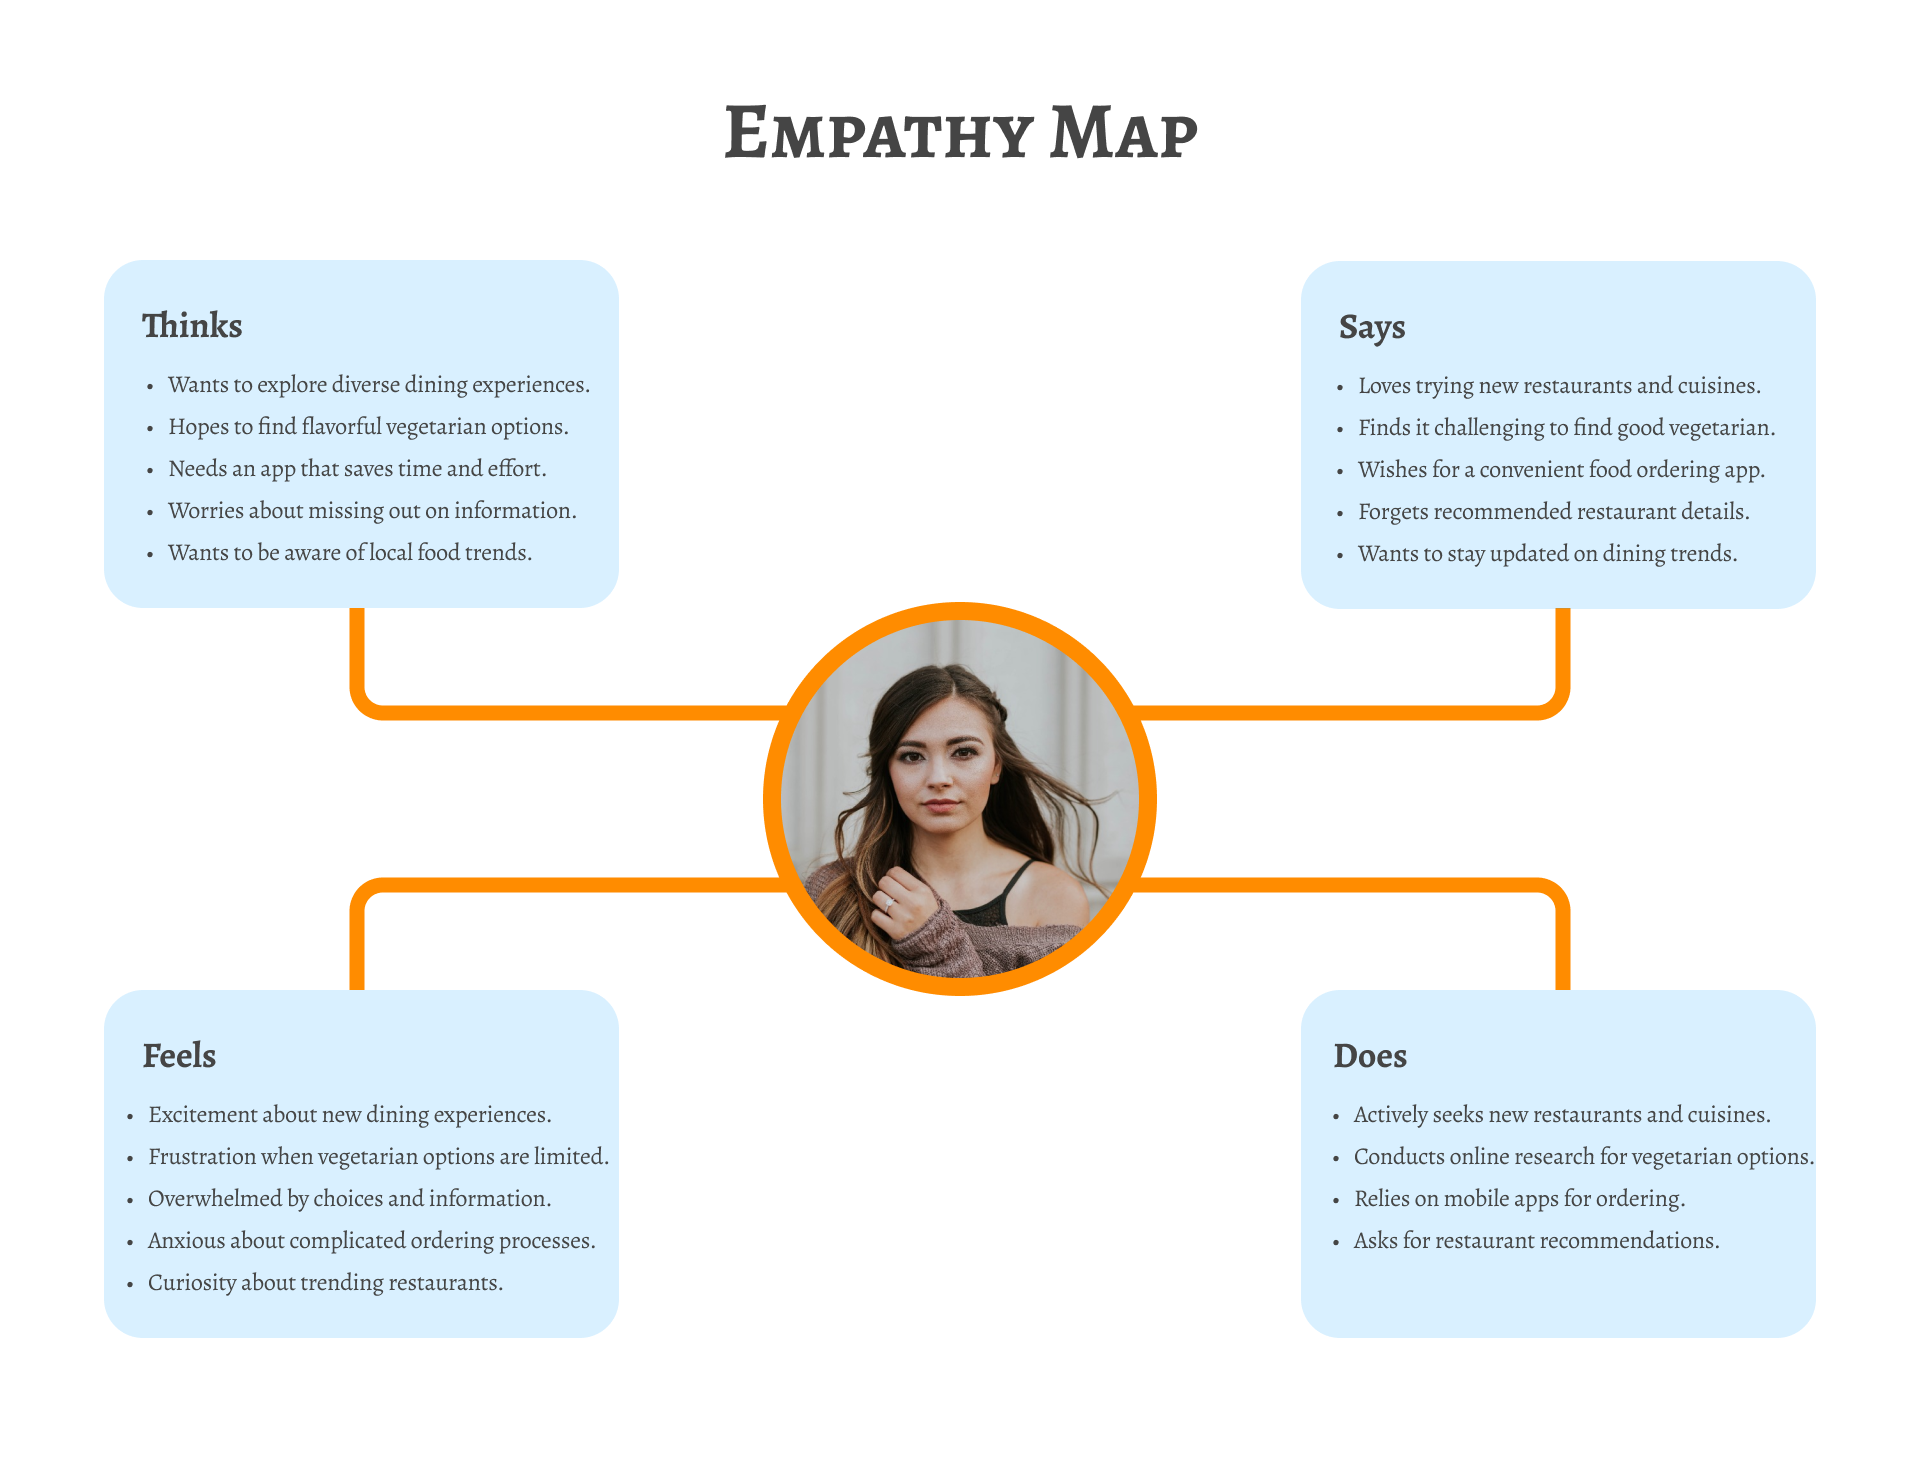 Empathy Map
Thinks
• Wants to explore diverse dining experiences.
• Hopes to find flavorful vegetarian options.
• Needs an app that saves time and effort.
• Worries about missing out on information.
• Wants to be aware of local food trends.
Says
• Loves trying new restaurants and cuisines.
• Finds it challenging to find good vegetarian.
• Wishes for a convenient food ordering app.
• Forgets recommended restaurant details.
• Wants to stay updated on dining trends.
Feels
• Excitement about new dining experiences.
• Frustration when vegetarian options are limited.
• Overwhelmed by choices and information.
• Anxious about complicated ordering processes.
• Curiosity about trending restaurants.
Does
• Actively seeks new restaurants and cuisines.
• Conducts online research for vegetarian options.
• Relies on mobile apps for ordering.
• Asks for restaurant recommendations.